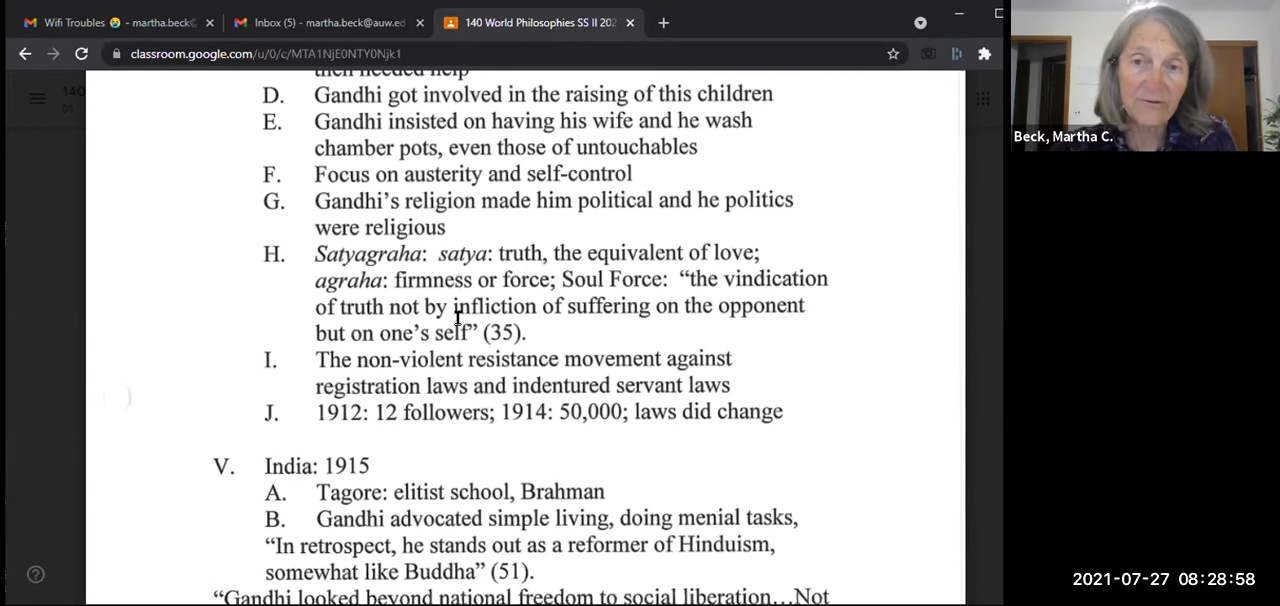 Wifi Troubles 😭 - martha.beck@
Inbox (5) - martha.beck@auw.ed
140 World Philosophies SS II 202
classroom.google.com/u/0/c/MTA1NjE0NTY0Njk1
140
01
then needed help
D. Gandhi got involved in the raising of this children
E. Gandhi insisted on having his wife and he wash
chamber pots, even those of untouchables
F. Focus on austerity and self-control
G. Gandhi's religion made him political and he politics
were religious
H. Satyagraha: satya: truth, the equivalent of love;
agraha: firmness or force; Soul Force: "the vindication
of truth not by infliction of suffering on the opponent
but on one's self" (35).
I. The non-violent resistance movement against
registration laws and indentured servant laws
J. 1912: 12 followers; 1914: 50,000; laws did change
V. India: 1915
A. Tagore: elitist school, Brahman
B. Gandhi advocated simple living, doing menial tasks,
"In retrospect, he stands out as a reformer of Hinduism,
somewhat like Buddha" (51).
"Gandhi looked beyond national freedom to social liberation...Not
Beck, Martha C.
2021-07-27 08:28:58